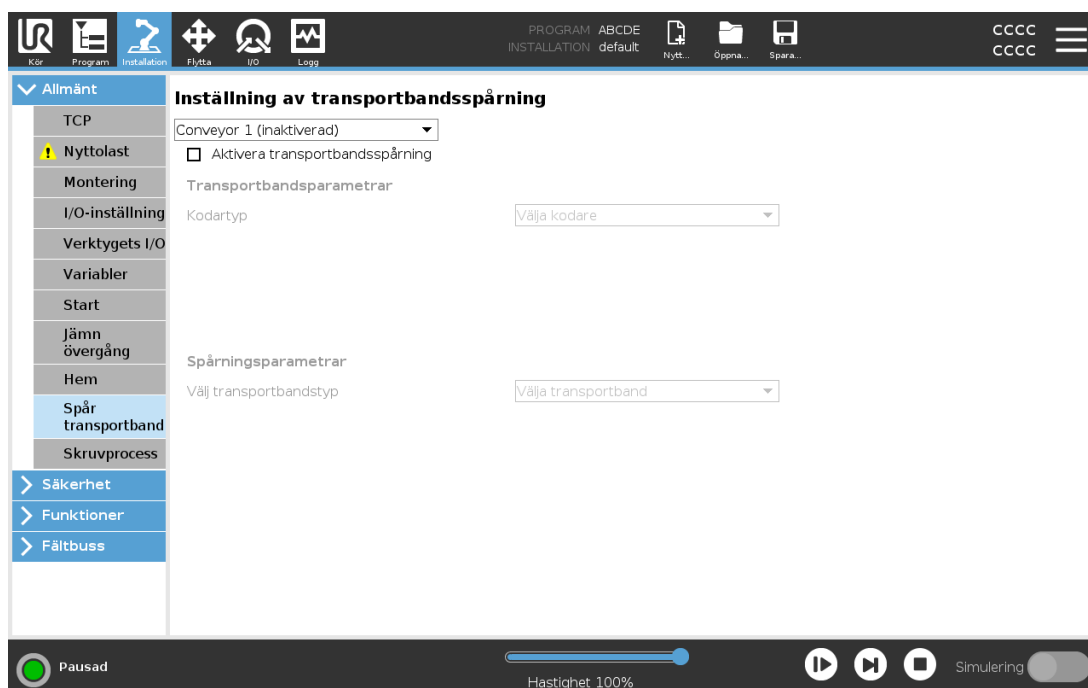 UR
Kör
Program
Installation
Flytta
I/O
Logg
PROGRAM ABCDE
INSTALLATION default
Nytt...
Öppna...
Spara...
CCCC
CCCC
Allmänt
TCP
Nyttolast
Montering
I/O-inställning
Verktygets I/O
Variabler
Start
Jämn
övergång
Hem
Spår
transportband
Skruvprocess
Säkerhet
Funktioner
Fältbuss
Inställning av transportbandsspårning
Conveyor 1 (inaktiverad)
Aktivera transportbandsspårning
Transportbandsparametrar
Kodartyp Välja kodare
Spårningsparametrar
Välj transportbandstyp Välja transportband
Pausad
Hastighet 100%
Simulering